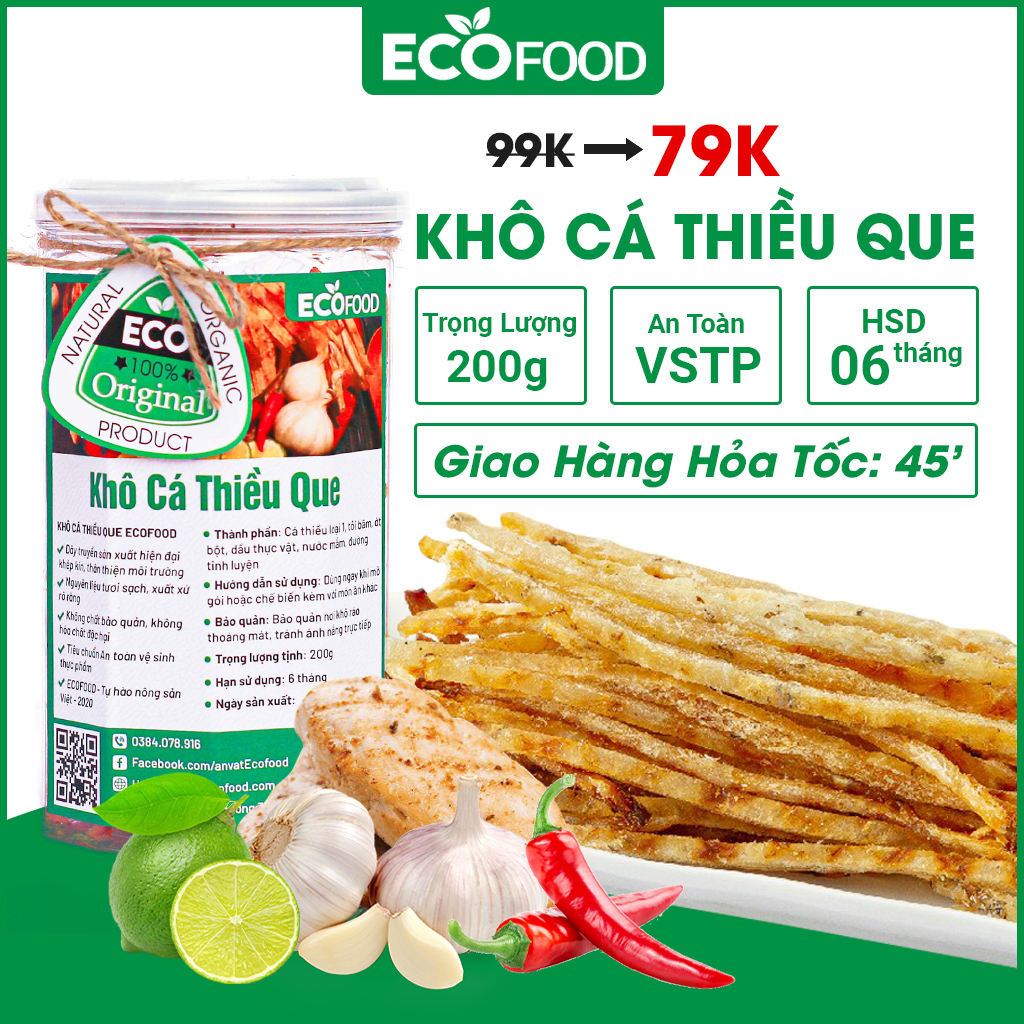 ECOFOOD
99K → 79K
KHÔ CÁ THIỀU QUE
Trọng Lượng
200g
An Toàn
VSTP
HSD
06 tháng
Giao Hàng Hỏa Tốc: 45’
NATURAL
ORGANIC
ECO
100%
Original
PRODUCT
ECOFOOD
Khô Cá Thiều Que
KHÔ CÁ THIỀU QUE ECOFOOD
Dây truyền sản xuất hiện đại
khép kín, thân thiện môi trường
Nguyên liệu tươi sạch, xuất xứ
rõ ràng
Không chất bảo quản, không
hóa chất độc hại
Tiêu chuẩn An toàn vệ sinh
thực phẩm
ECOFOOD - Tự hào nông sản
Việt - 2020
Thành phần: Cá thiều loại 1, tỏi băm, ớt
bột, dầu thực vật, nước mắm, đường
tinh luyện
Hướng dẫn sử dụng: Dùng ngay khi mở
gói hoặc chế biến kèm với món ăn khác
Bảo quản: Bảo quản nơi khô ráo
thoáng mát, tránh ánh nắng trực tiếp
Trọng lượng tịnh: 200g
Hạn sử dụng: 6 tháng
Ngày sản xuất:
0384.078.916
Facebook.com/anvatEcofood